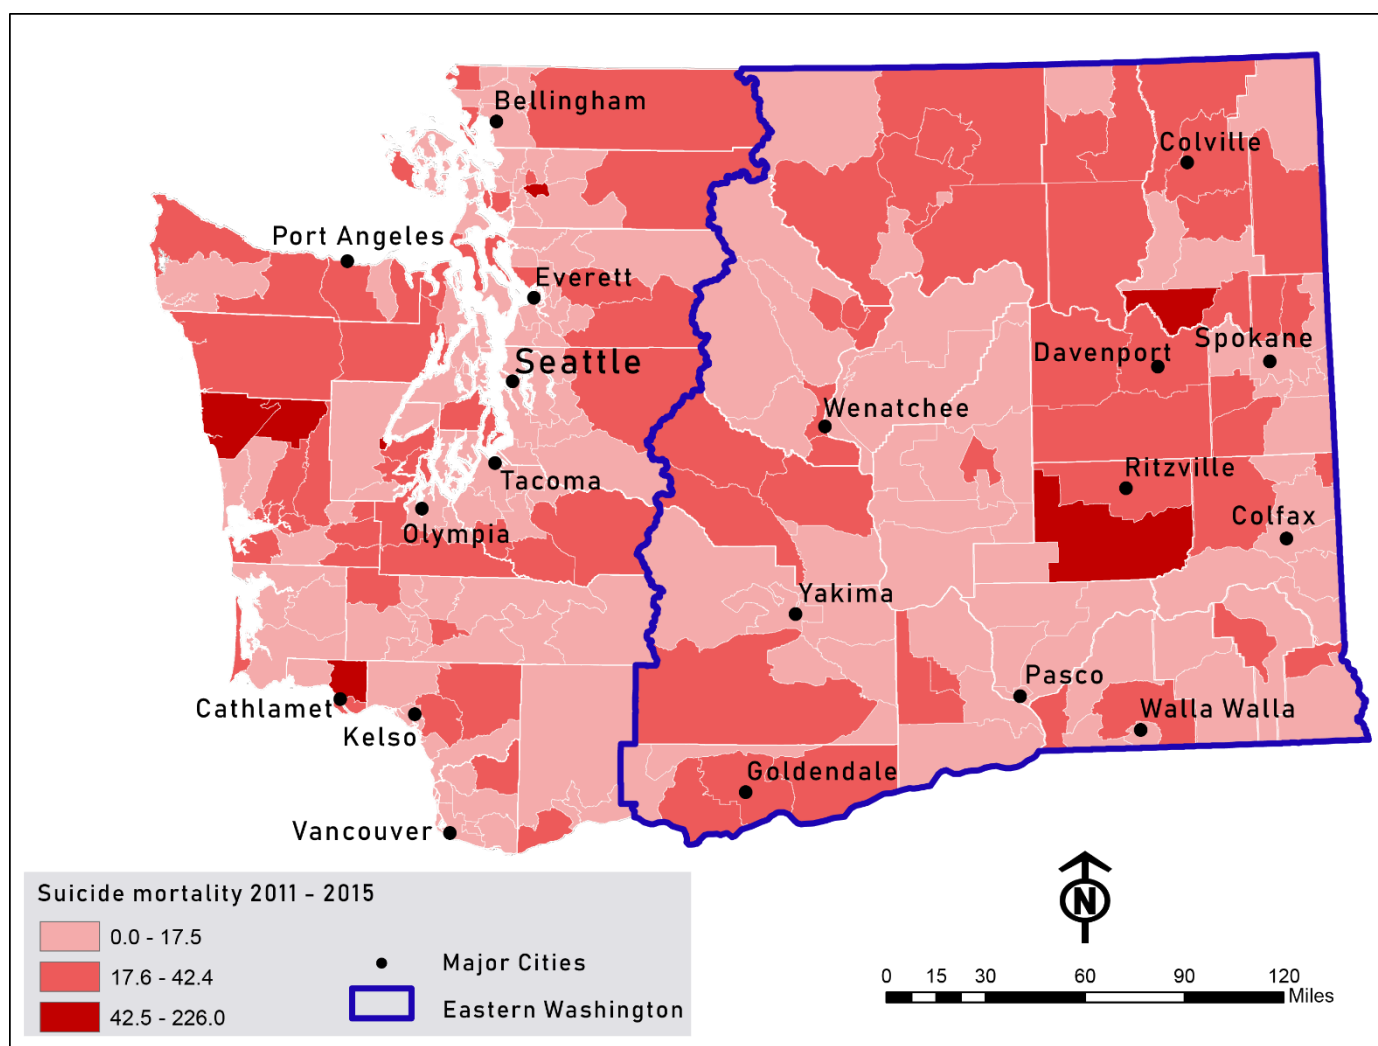 Bellingham
Colville
Port Angeles
Everett
Seattle
Davenport
Spokane
Wenatchee
Tacoma
Ritzville
Olympia
Colfax
Yakima
Pasco
Cathlamet
Walla Walla
Kelso
Goldendale
Vancouver
Suicide mortality 2011 - 2015
0.0 - 17.5
17.6 - 42.4
42.5 - 226.0
Major Cities
Eastern Washington
N
0 15 30 60 90 120
Miles